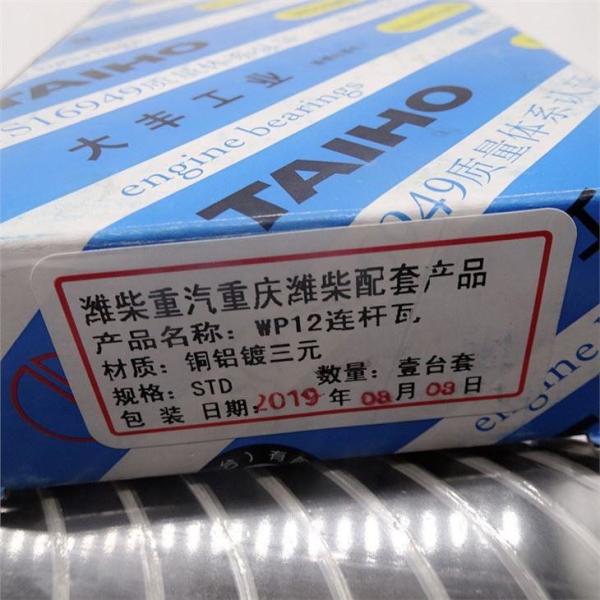 TAIHO
S16949质量体系
大丰工业
engine bearings
TAIHO
949质量体系认
潍柴重汽重庆潍柴配套产品
产品名称: WP12连杆瓦
材质: 铜铝镀三元
规格: STD 数量: 壹台套
包装日期: 2019年08月08日
engine